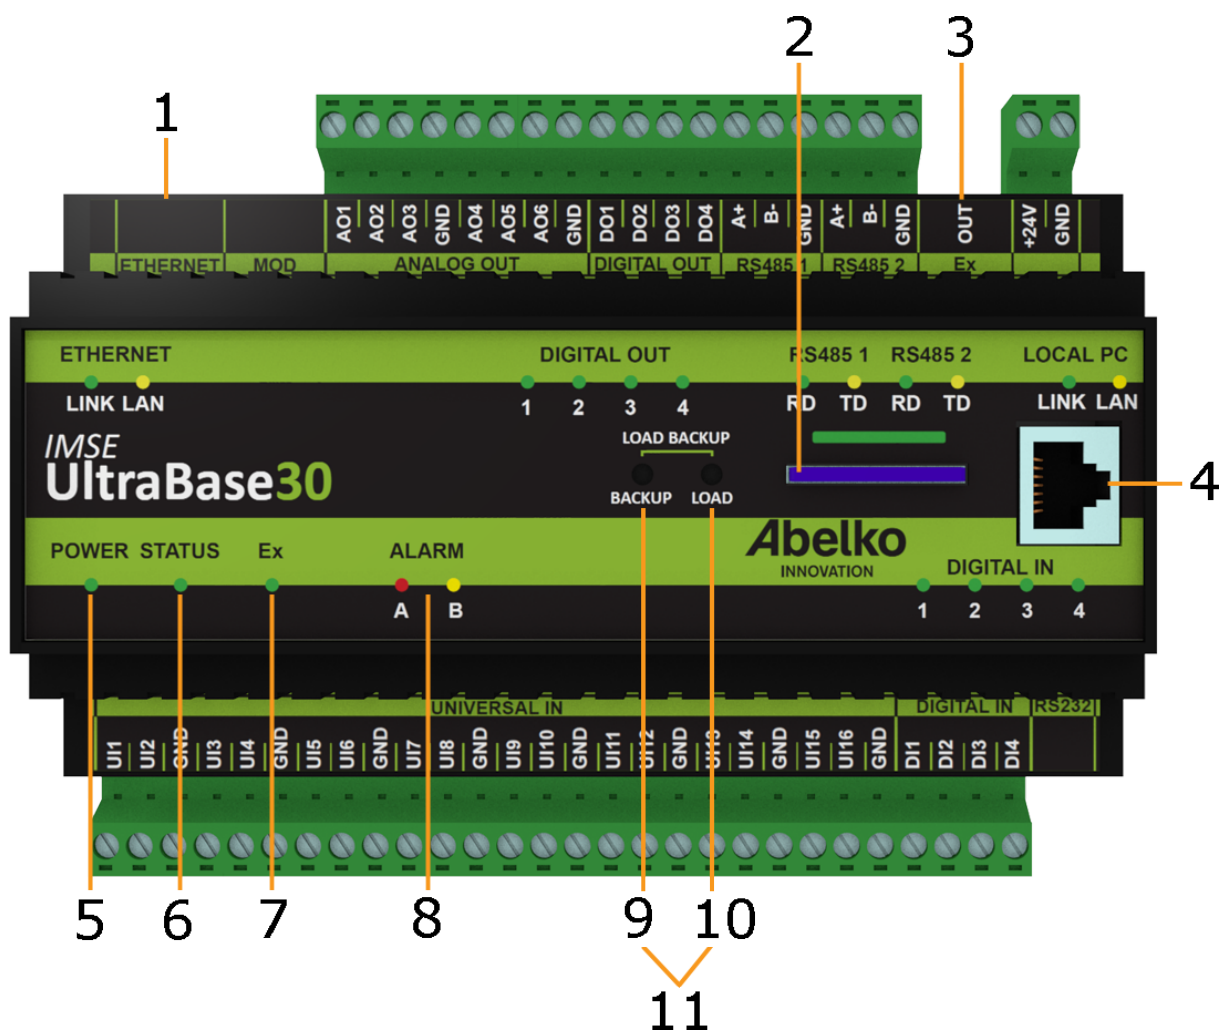 2 3
1
AO1 AO2 AO3 GND AO4 AO5 AO6 GND DO1 DO2 DO3 DO4 A+ B- GND A+ B- GND OUT +24V GND
ETHERNET MOD ANALOG OUT DIGITAL OUT RS485 1 RS485 2 Ex
ETHERNET DIGITAL OUT RS485 1 RS485 2 LOCAL PC
LINK LAN 1 2 3 4 RD TD RD TD LINK LAN
IMSE
UltraBase30
LOAD BACKUP
BACKUP LOAD
4
POWER STATUS Ex ALARM
Abelko
INNOVATION
DIGITAL IN
A B 1 2 3 4
UNIVERSAL IN DIGITAL IN RS232
UI1 UI2 GND UI3 UI4 GND UI5 UI6 GND UI7 UI8 GND UI9 UI10 GND UI11 UI12 GND UI13 UI14 GND UI15 UI16 GND DI1 DI2 DI3 DI4
5 6 7 8 9 10
11